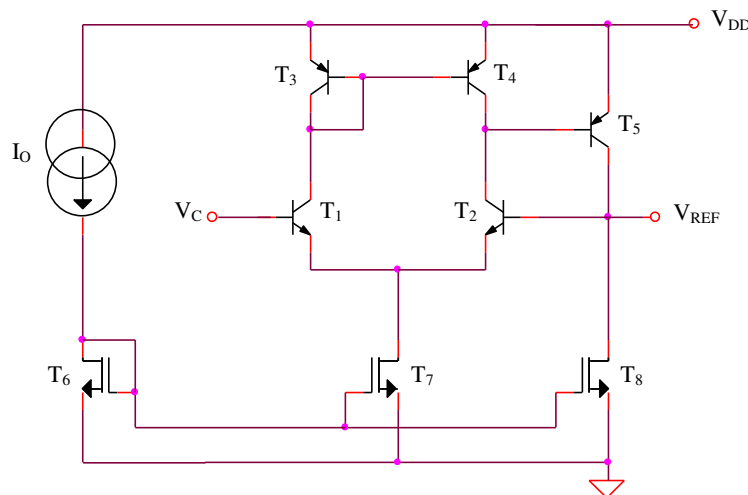 V_DD
T_3
T_4
T_5
I_O
V_C
T_1
T_2
V_REF
T_6
T_7
T_8